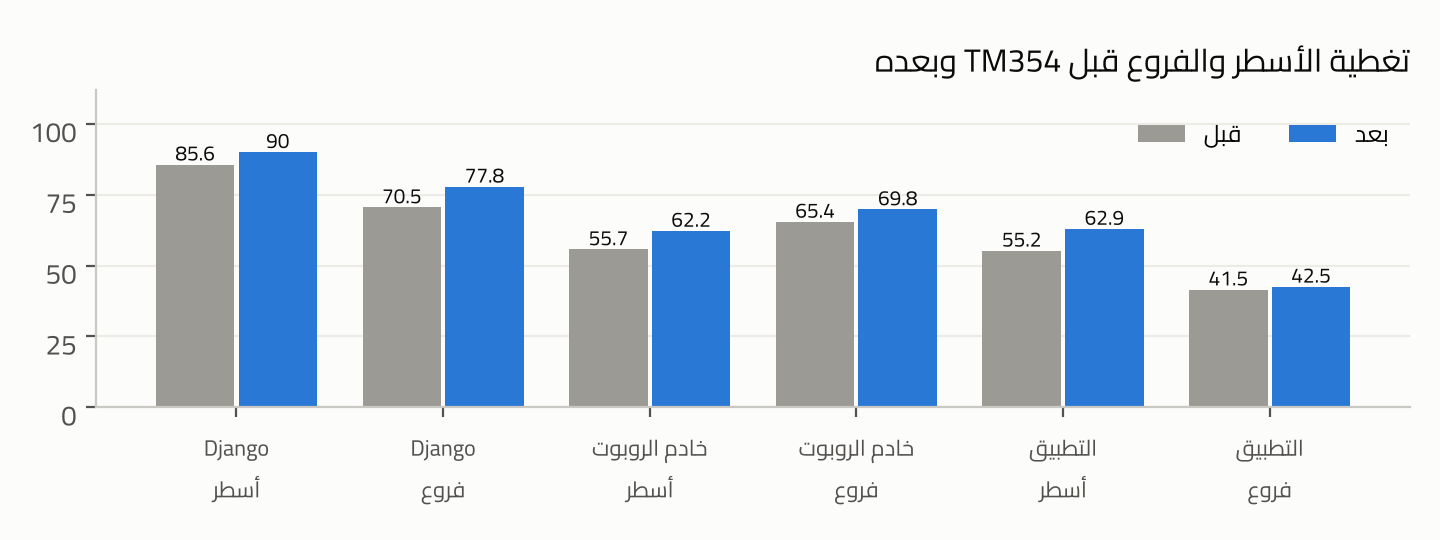 تغطية الأسطر والفروع قبل TM354 وبعده
قبل بعد
100
75
50
25
0
85.6 90
70.5 77.8
55.7 62.2
65.4 69.8
55.2 62.9
41.5 42.5
Django Django خادم الروبوت خادم الروبوت التطبيق التطبيق
أسطر فروع أسطر فروع أسطر فروع